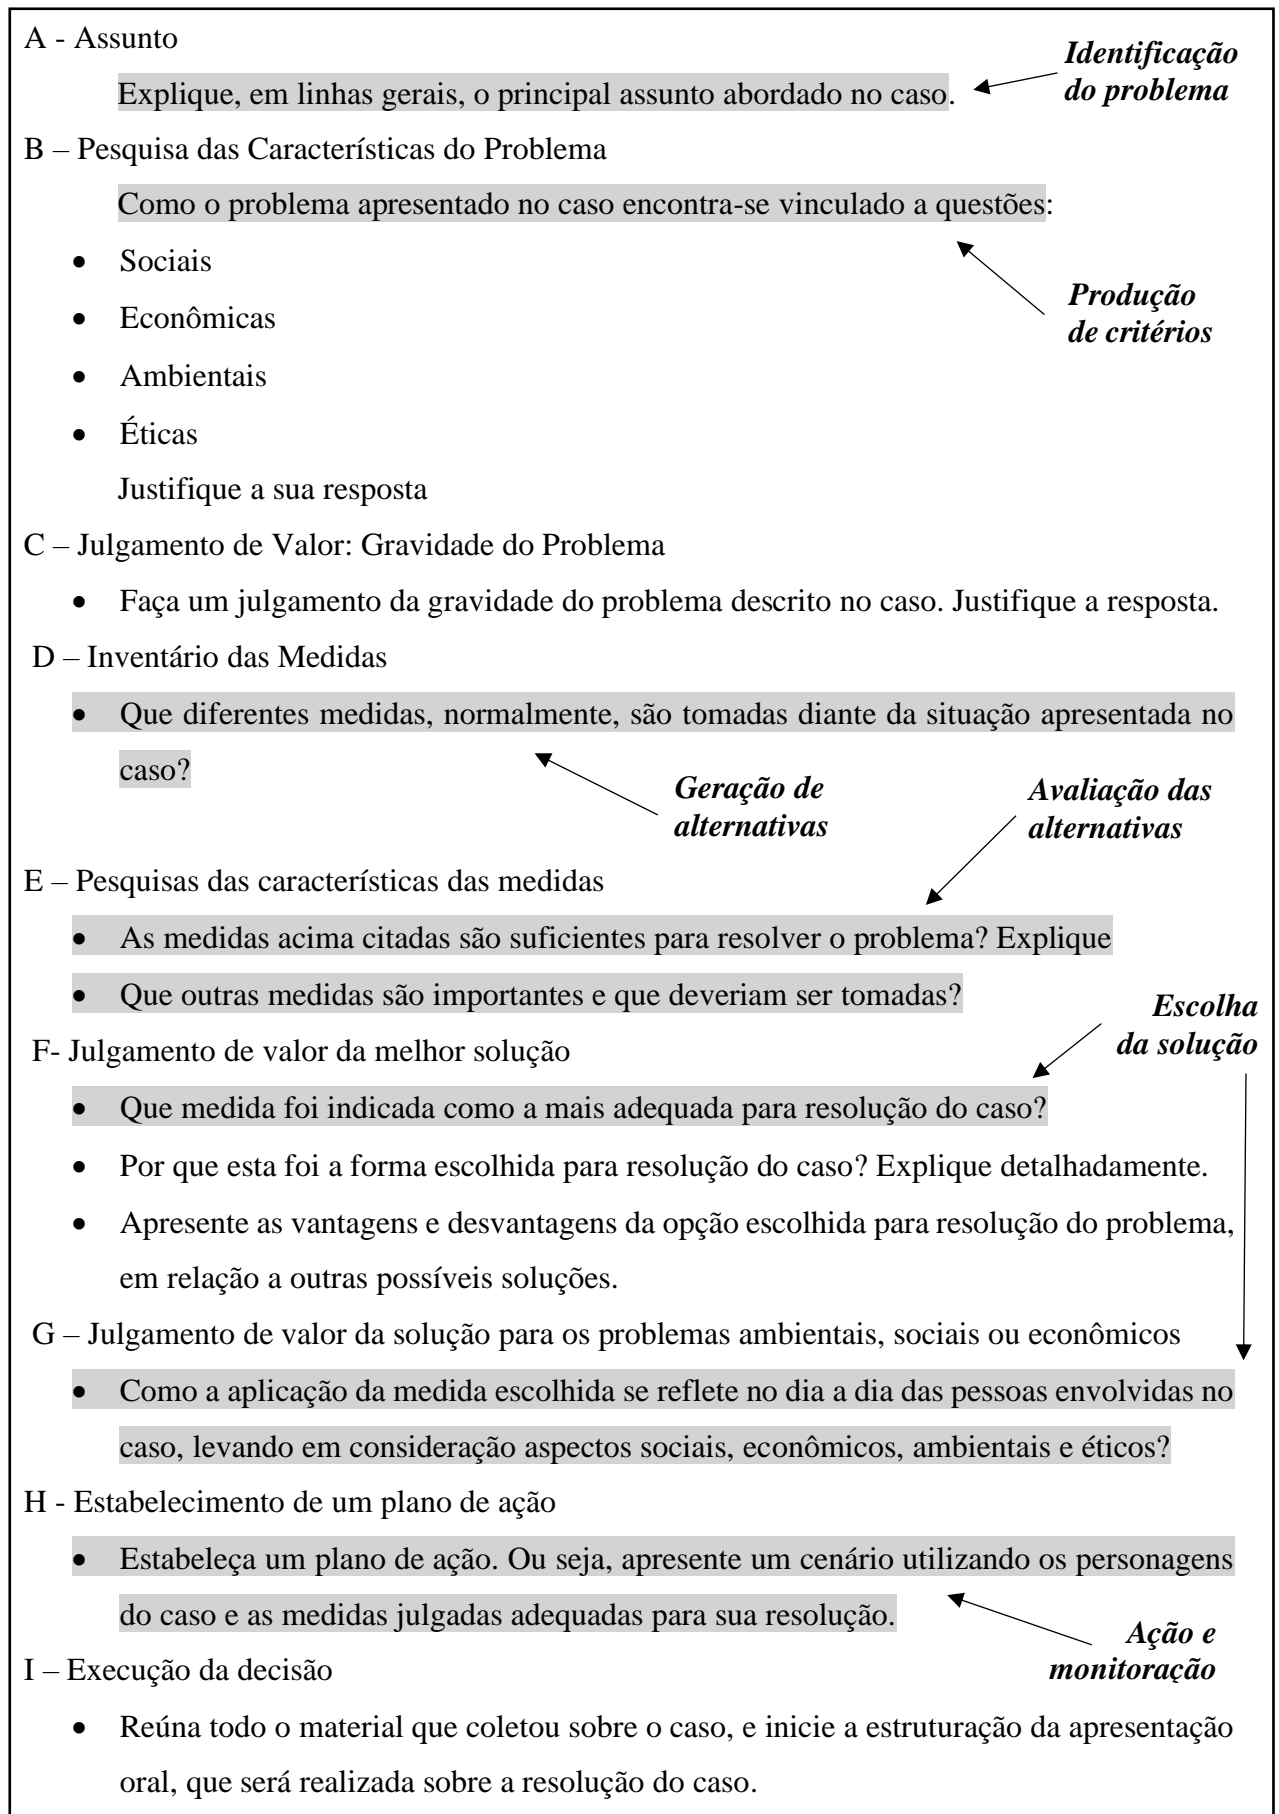 A - Assunto
Identificação
do problema
Explique, em linhas gerais, o principal assunto abordado no caso.
B – Pesquisa das Características do Problema
Como o problema apresentado no caso encontra-se vinculado a questões:
• Sociais
• Econômicas
Produção
de critérios
• Ambientais
• Éticas
Justifique a sua resposta
C – Julgamento de Valor: Gravidade do Problema
• Faça um julgamento da gravidade do problema descrito no caso. Justifique a resposta.
D – Inventário das Medidas
• Que diferentes medidas, normalmente, são tomadas diante da situação apresentada no
caso?
Geração de
alternativas
Avaliação das
alternativas
E – Pesquisas das características das medidas
• As medidas acima citadas são suficientes para resolver o problema? Explique
• Que outras medidas são importantes e que deveriam ser tomadas?
Escolha
da solução
F- Julgamento de valor da melhor solução
• Que medida foi indicada como a mais adequada para resolução do caso?
• Por que esta foi a forma escolhida para resolução do caso? Explique detalhadamente.
• Apresente as vantagens e desvantagens da opção escolhida para resolução do problema,
em relação a outras possíveis soluções.
G – Julgamento de valor da solução para os problemas ambientais, sociais ou econômicos
• Como a aplicação da medida escolhida se reflete no dia a dia das pessoas envolvidas no
caso, levando em consideração aspectos sociais, econômicos, ambientais e éticos?
H - Estabelecimento de um plano de ação
• Estabeleça um plano de ação. Ou seja, apresente um cenário utilizando os personagens
do caso e as medidas julgadas adequadas para sua resolução.
Ação e
monitoração
I – Execução da decisão
• Reúna todo o material que coletou sobre o caso, e inicie a estruturação da apresentação
oral, que será realizada sobre a resolução do caso.